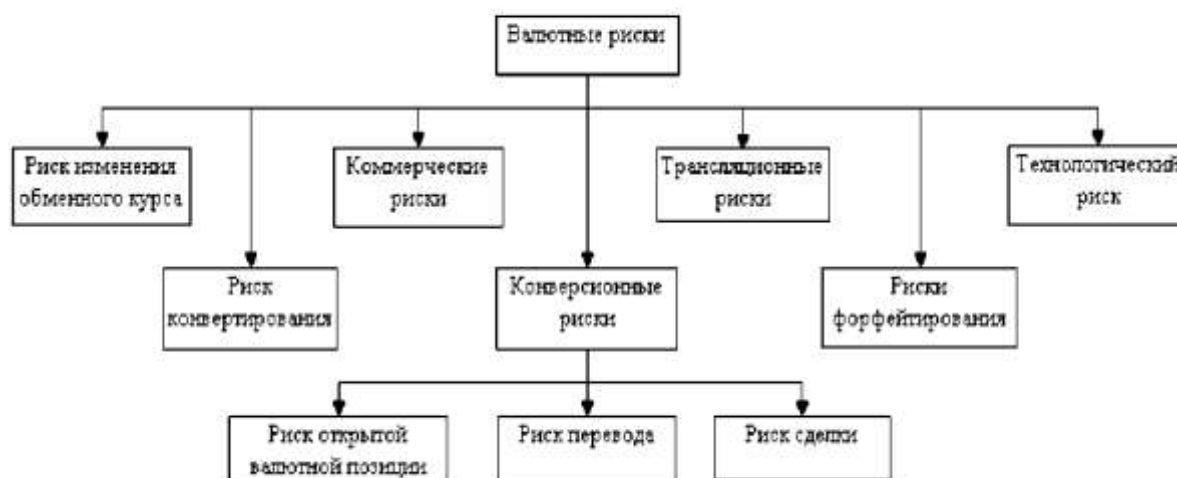 Валютные риски
Риск изменения
обменного курса
Коммерческие
риски
Трансляционные
риски
Технологический
риск
Риск
конвертирования
Конверсионные
риски
Риски
форфейтирования
Риск открытой
валютной позиции
Риск перевода
Риск сделки